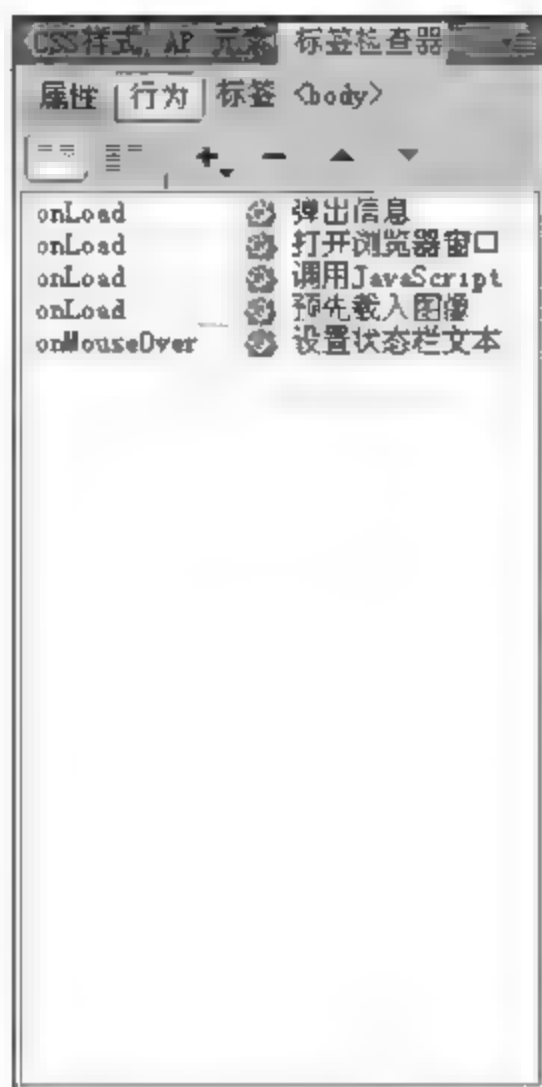 CSS样式 AP 元素 标签检查器
属性 行为 标签 <body>
onLoad 弹出信息
onLoad 打开浏览器窗口
onLoad 调用JavaScript
onLoad 预先载入图像
onMouseOver 设置状态栏文本